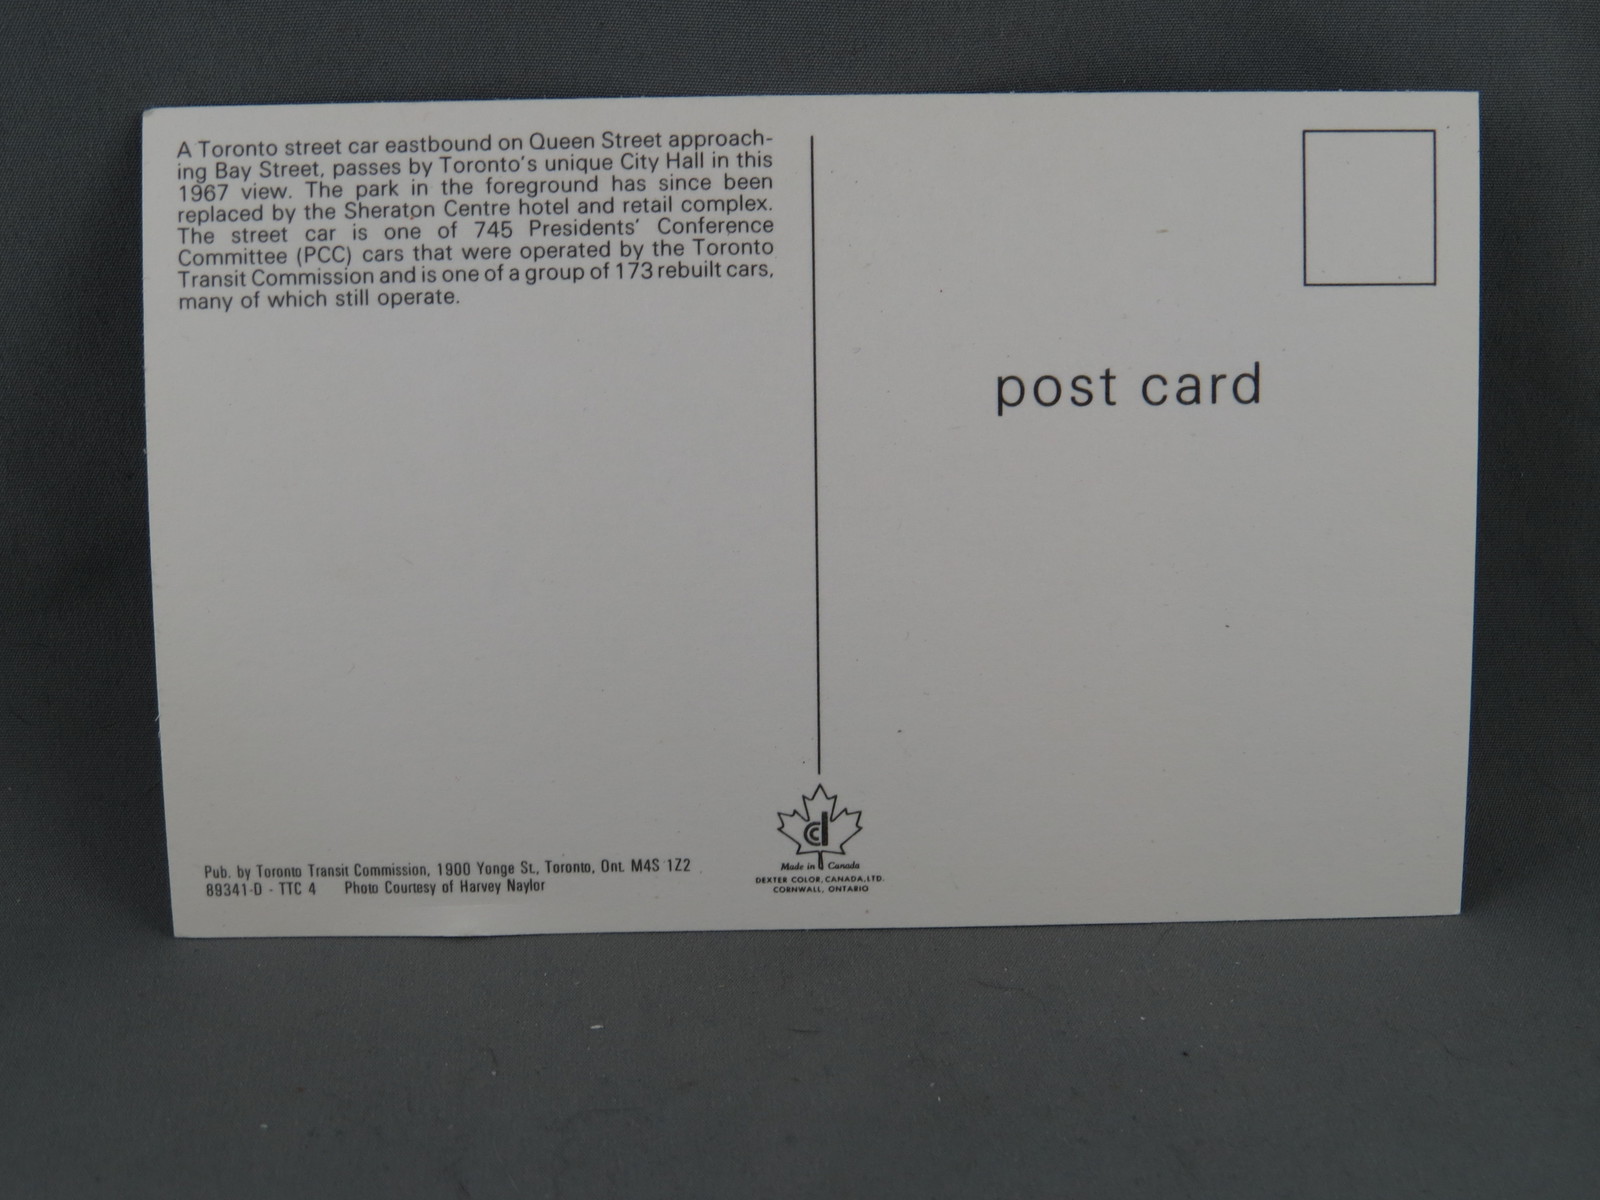 A Toronto street car eastbound on Queen Street approach-
ing Bay Street, passes by Toronto's unique City Hall in this
1967 view. The park in the foreground has since been
replaced by the Sheraton Centre hotel and retail complex.
The street car is one of 745 Presidents' Conference
Committee (PCC) cars that were operated by the Toronto
Transit Commission and is one of a group of 173 rebuilt cars,
many of which still operate.
post card
Pub. by Toronto Transit Commission, 1900 Yonge St., Toronto, Ont. M4S 1Z2
89341-D - TTC 4 Photo Courtesy of Harvey Naylor
cd
Made in Canada
DEXTER COLOR, CANADA, LTD.
CORNWALL, ONTARIO